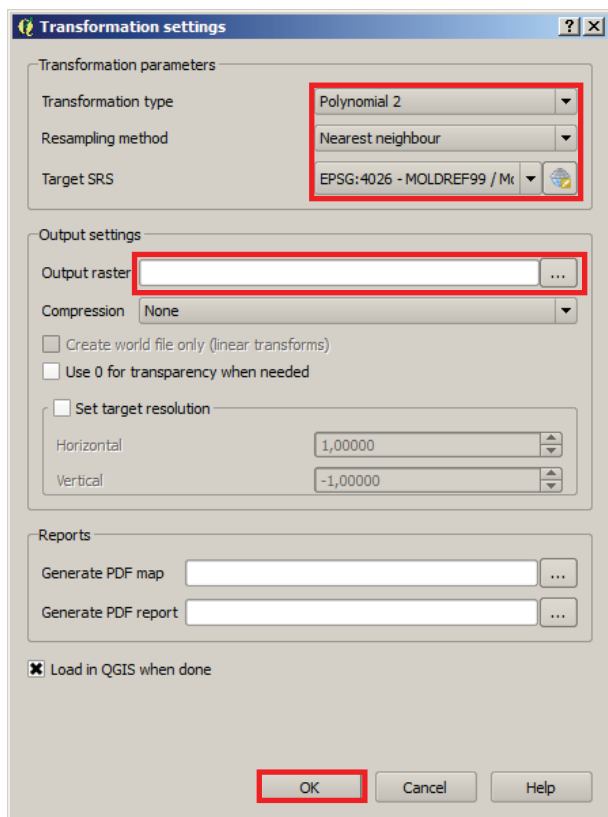 Transformation settings
Transformation parameters
Transformation type Polynomial 2
Resampling method Nearest neighbour
Target SRS EPSG:4026 - MOLDREF99 / Mc
Output settings
Output raster ...
Compression None
Create world file only (linear transforms)
Use 0 for transparency when needed
Set target resolution
Horizontal 1,00000
Vertical -1,00000
Reports
Generate PDF map ...
Generate PDF report ...
Load in QGIS when done
OK Cancel Help